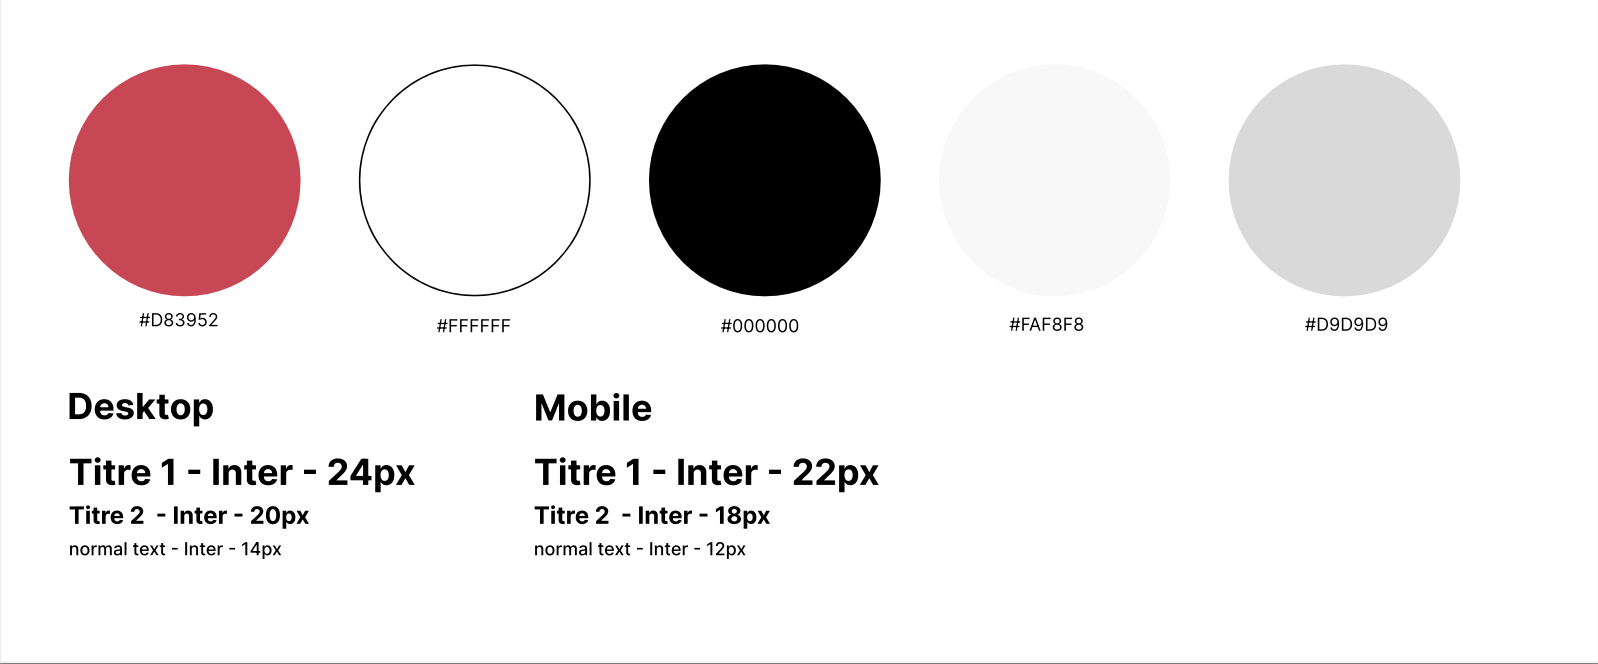 #D83952
#FFFFFF
#000000
#FAF8F8
#D9D9D9
Desktop
Titre 1 - Inter - 24px
Titre 2  - Inter - 20px
normal text - Inter - 14px
Mobile
Titre 1 - Inter - 22px
Titre 2  - Inter - 18px
normal text - Inter - 12px